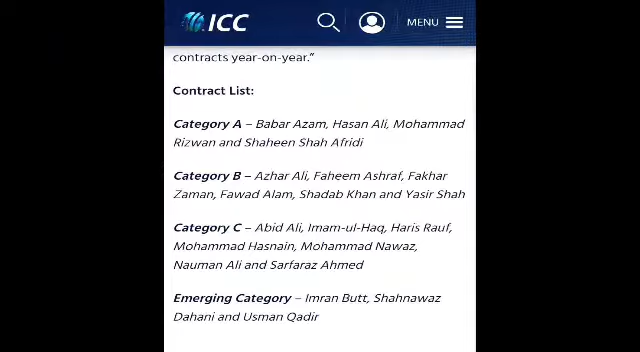 ICC
MENU
contracts year-on-year.”
Contract List:
Category A – Babar Azam, Hasan Ali, Mohammad
Rizwan and Shaheen Shah Afridi
Category B – Azhar Ali, Faheem Ashraf, Fakhar
Zaman, Fawad Alam, Shadab Khan and Yasir Shah
Category C – Abid Ali, Imam-ul-Haq, Haris Rauf,
Mohammad Hasnain, Mohammad Nawaz,
Nauman Ali and Sarfaraz Ahmed
Emerging Category – Imran Butt, Shahnawaz
Dahani and Usman Qadir